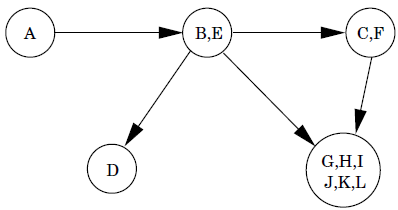 A
B,E
C,F
D
G,H,I
J,K,L